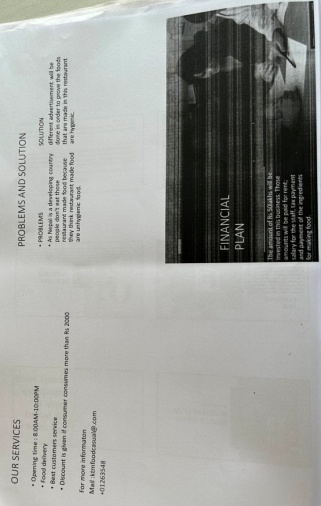 OUR SERVICES
• Opening time : 8:00AM-10:00PM
• Food delivery
• Best customers service
• Discount is given if consumer consumes more than Rs 2000
For more informaton
Mail :ktmfoodcasual@.com
+01263548
PROBLEMS AND SOLUTION
• PROBLEMS
• As Nepal is a developing country
people don't eat those
restaurant made food because
they think restaurant made food
are unhygenic food.
SOLUTION
different advertisement will be
done in order to prove the foods
that are made in this restaurant
are hygenic.
FINANCIAL
PLAN
The amount of Rs 50lakhs will be
invested in this business. Those
amounts will be paid for rent,
salary for the staff, tax payment
and payment of the ingredients
for making food